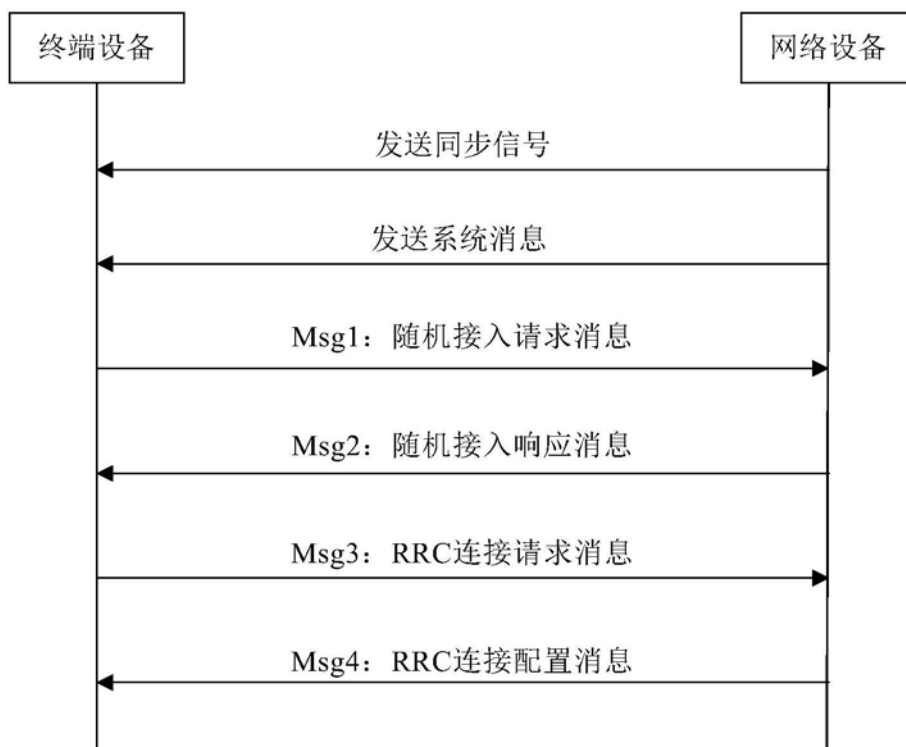 终端设备
网络设备
发送同步信号
发送系统消息
Msg1：随机接入请求消息
Msg2：随机接入响应消息
Msg3：RRC连接请求消息
Msg4：RRC连接配置消息